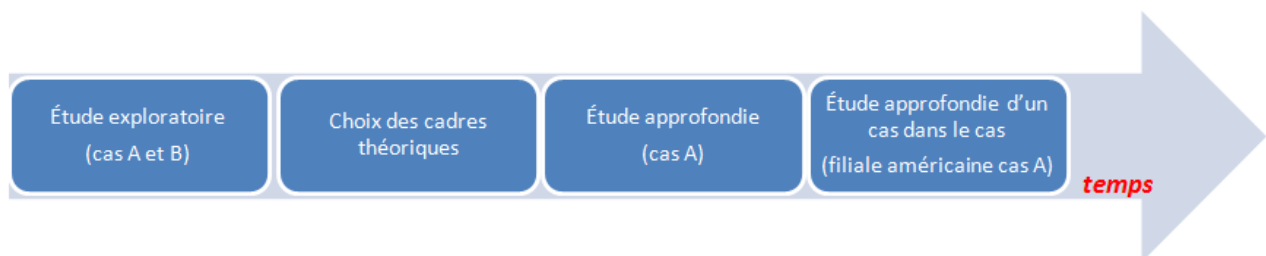 Étude exploratoire
(cas A et B)
Choix des cadres
théoriques
Étude approfondie
(cas A)
Étude approfondie d'un
cas dans le cas
(filiale américaine cas A)
temps